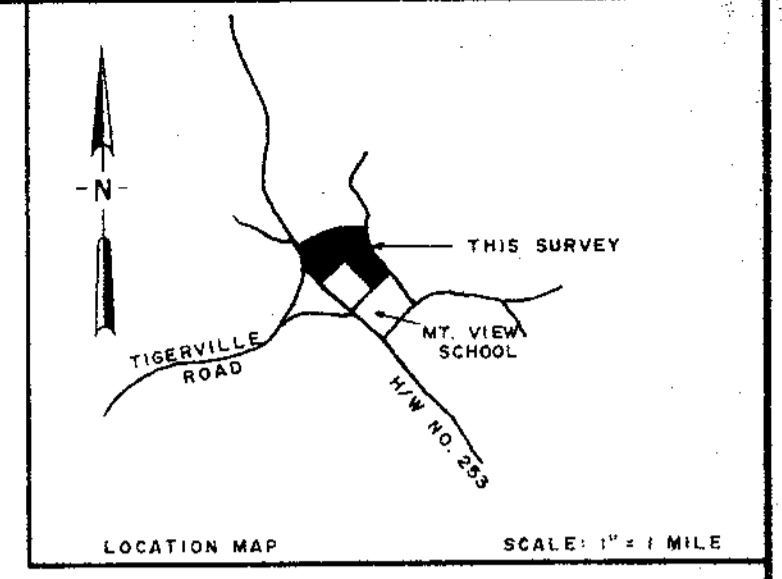 -N-
THIS SURVEY
MT. VIEW
SCHOOL
TIGERVILLE
ROAD
H/W NO. 253
LOCATION MAP
SCALE: 1" = 1 MILE